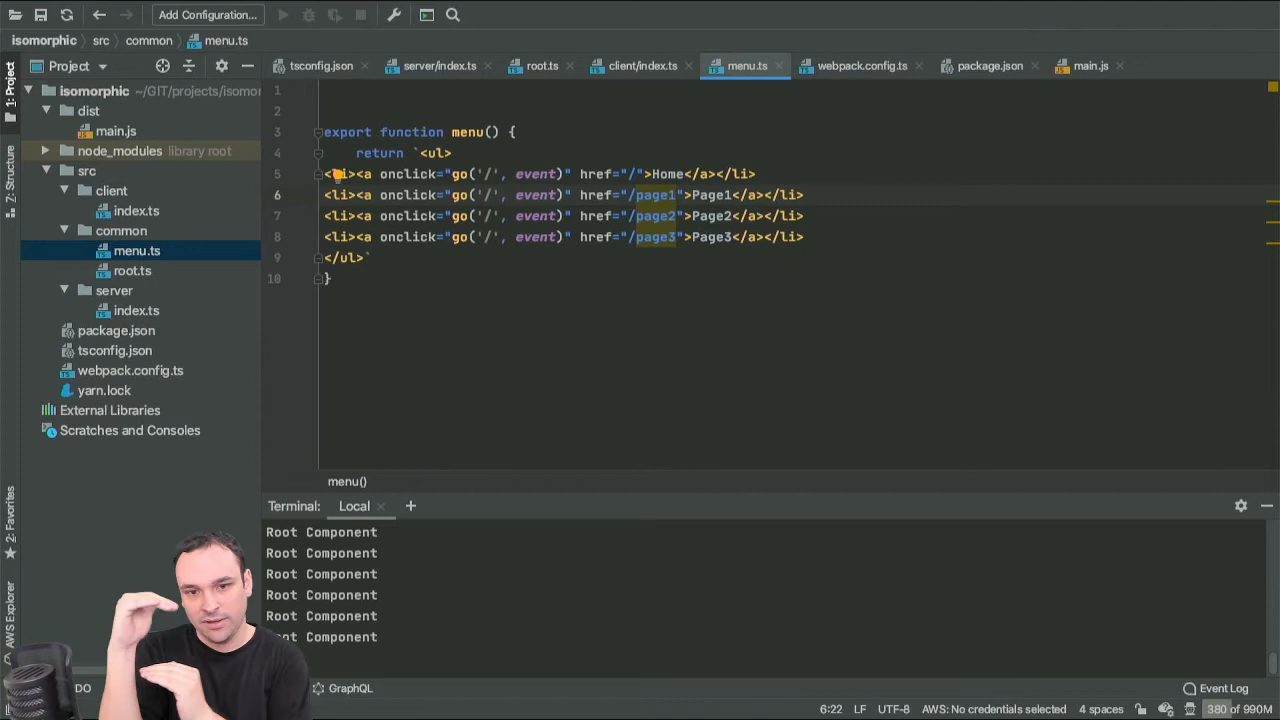 Add Configuration...
isomorphic src common menu.ts
1: Project
Project
tsconfig.json server/index.ts root.ts client/index.ts menu.ts webpack.config.ts package.json main.js
isomorphic ~/GIT/projects/isomor
dist
main.js
node_modules library root
src
client
index.ts
common
menu.ts
root.ts
server
index.ts
package.json
tsconfig.json
webpack.config.ts
yarn.lock
External Libraries
Scratches and Consoles
Z: Structure
2: Favorites
AWS Explorer
1
2
3 export function menu() {
4 return `<ul>
5 <li><a onclick="go('/', event)" href="/">Home</a></li>
6 <li><a onclick="go('/', event)" href="/page1">Page1</a></li>
7 <li><a onclick="go('/', event)" href="/page2">Page2</a></li>
8 <li><a onclick="go('/', event)" href="/page3">Page3</a></li>
9 </ul>`
10 }
menu()
Terminal: Local
Root Component
Root Component
Root Component
Root Component
Root Component
Component
DO GraphQL Event Log
6:22 LF UTF-8 AWS: No credentials selected 4 spaces 380 of 990M